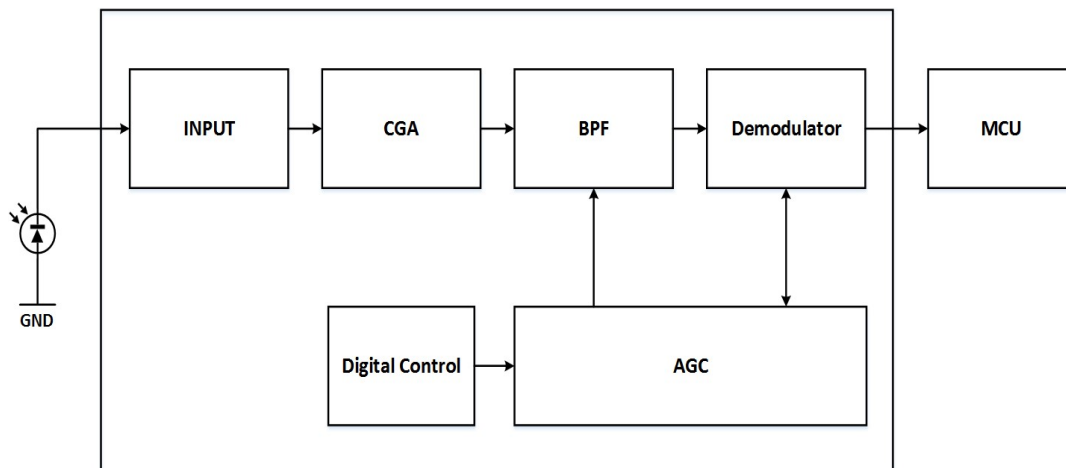 INPUT
CGA
BPF
Demodulator
MCU
GND
Digital Control
AGC